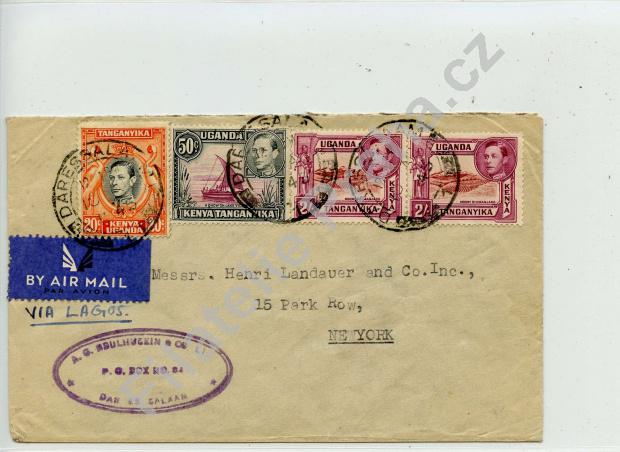 TANGANYIKA
20c
KENYA
UGANDA
UGANDA
50c
KENYA TANGANYIKA
UGANDA
KENYA
TANGANYIKA
UGANDA
KENYA
2/-
TANGANYIKA
DARESSALAAM
BY AIR MAIL
PAR AVION
VIA LAGOS.
Messrs. Henri Landauer and Co.Inc.,
15 Park Row,
NEWYORK
P. O. BOX NO. 84
DAR ES SALAAM